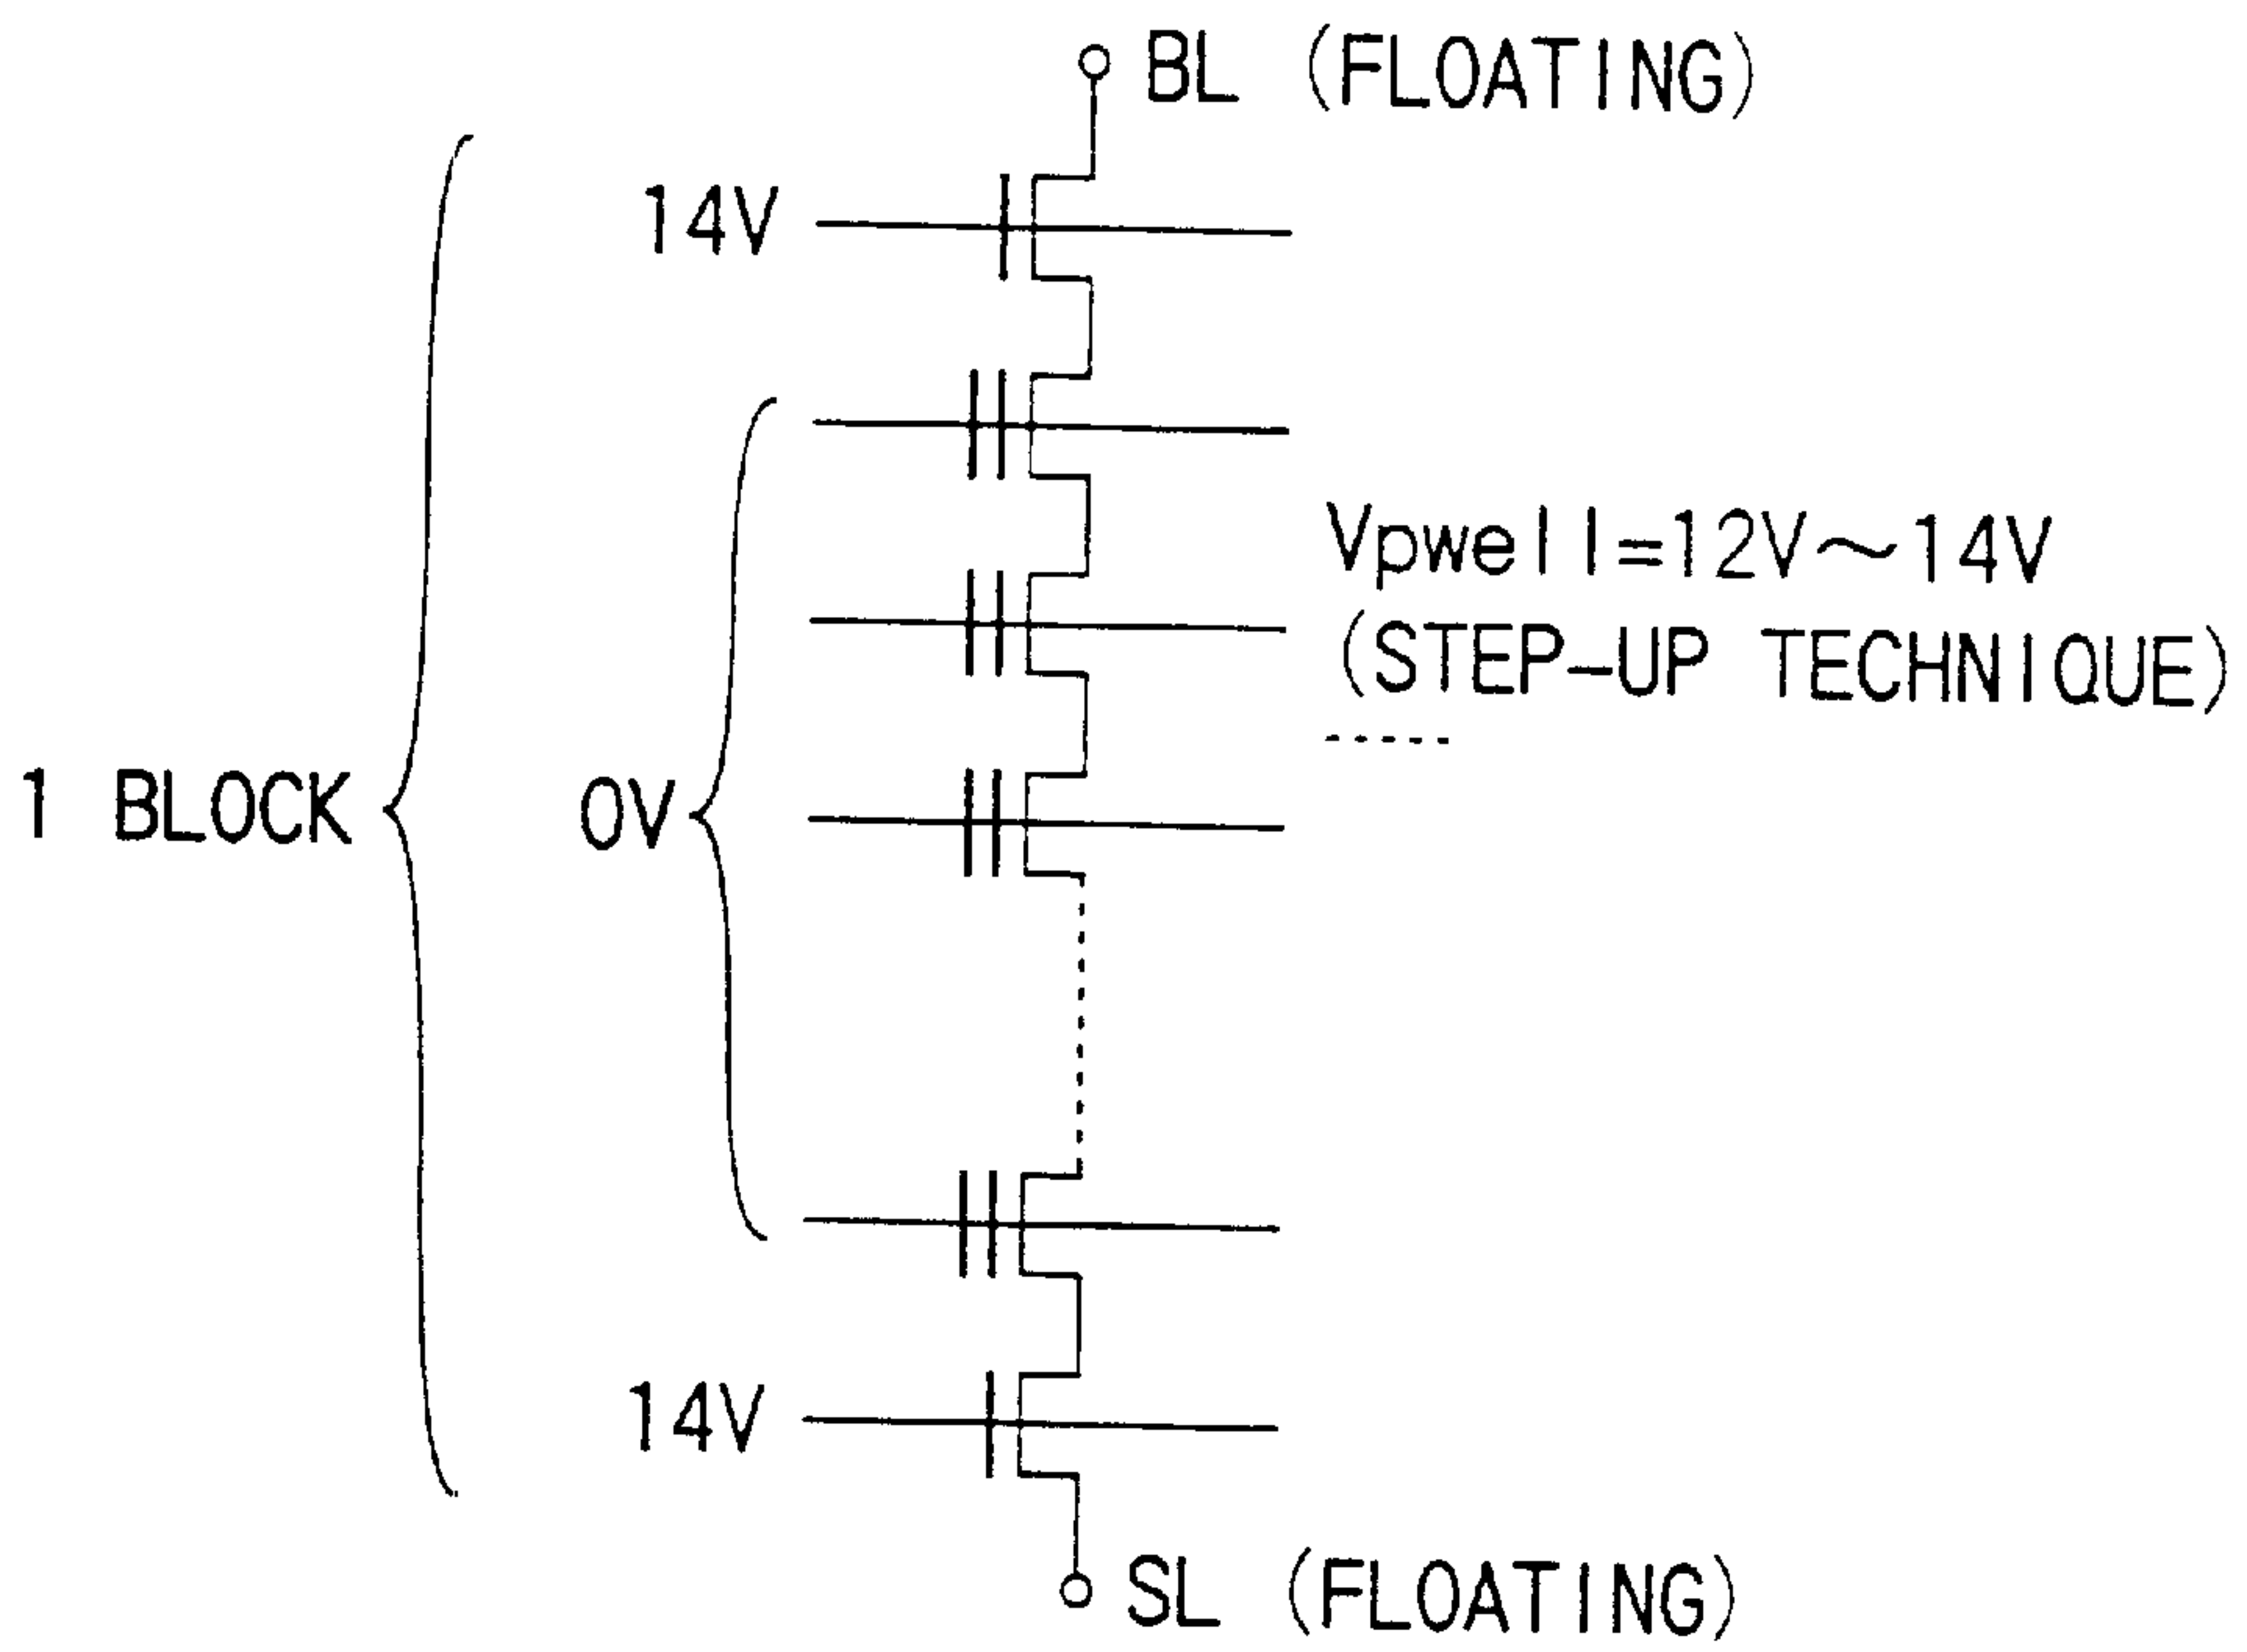 BL (FLOATING)
14V
Vpwell=12V～14V
(STEP-UP TECHNIQUE)
1 BLOCK
0V
14V
SL (FLOATING)